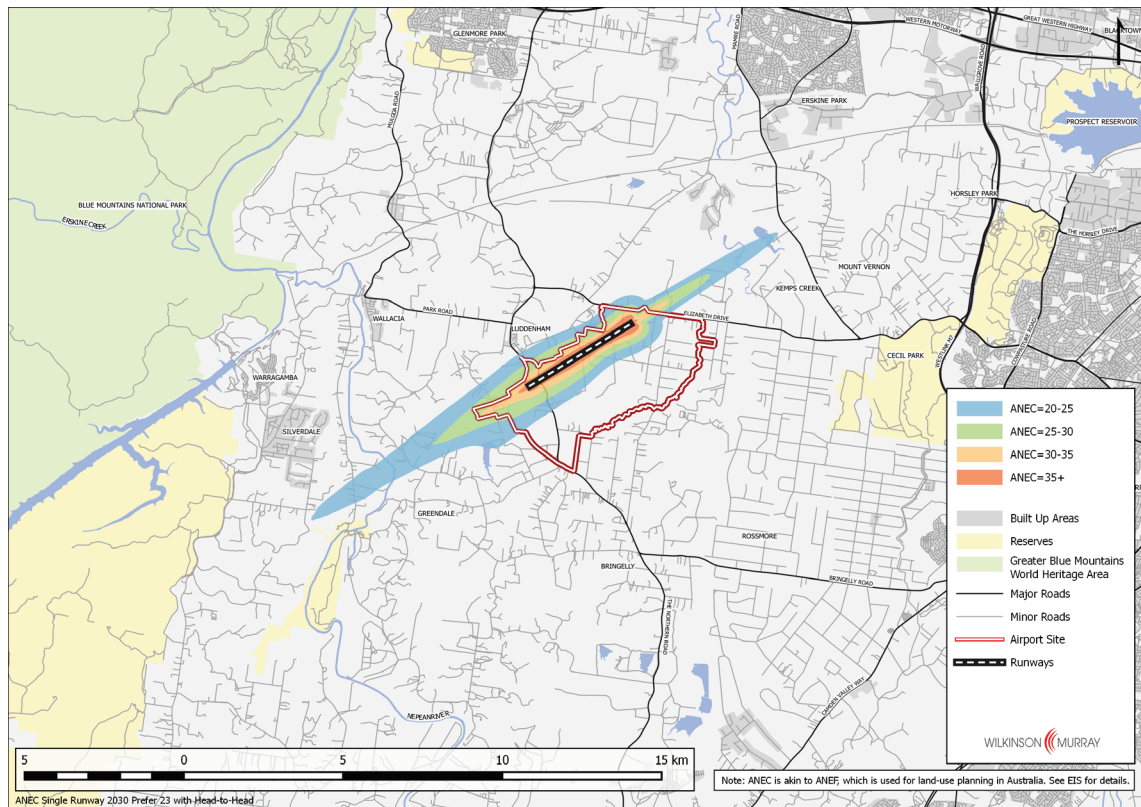 GLENMORE PARK
MAMRE ROAD
WESTERN MOTORWAY
GREAT WESTERN HIGHWAY
BLACKTOWN
WALLGROVE ROAD
MULGOA ROAD
ERSKINE PARK
PROSPECT RESERVOIR
HORSLEY PARK
BLUE MOUNTAINS NATIONAL PARK
ERSKINE CREEK
THE HORSLEY DRIVE
MOUNT VERNON
KEMPS CREEK
PARK ROAD
WALLACIA
LUDDENHAM
ELIZABETH DRIVE
WESTLINK M7
COWPASTURE ROAD
CECIL PARK
WARRAGAMBA
SILVERDALE
GREENDALE
ROSSMORE
BRINGELLY
BRINGELLY ROAD
THE NORTHERN ROAD
CAMDEN VALLEY WAY
NEPEAN RIVER
ANEC=20-25
ANEC=25-30
ANEC=30-35
ANEC=35+
Built Up Areas
Reserves
Greater Blue Mountains
World Heritage Area
Major Roads
Minor Roads
Airport Site
Runways
WILKINSON MURRAY
5 0 5 10 15 km
Note: ANEC is akin to ANEF, which is used for land-use planning in Australia. See EIS for details.
ANEC Single Runway 2030 Prefer 23 with Head-to-Head